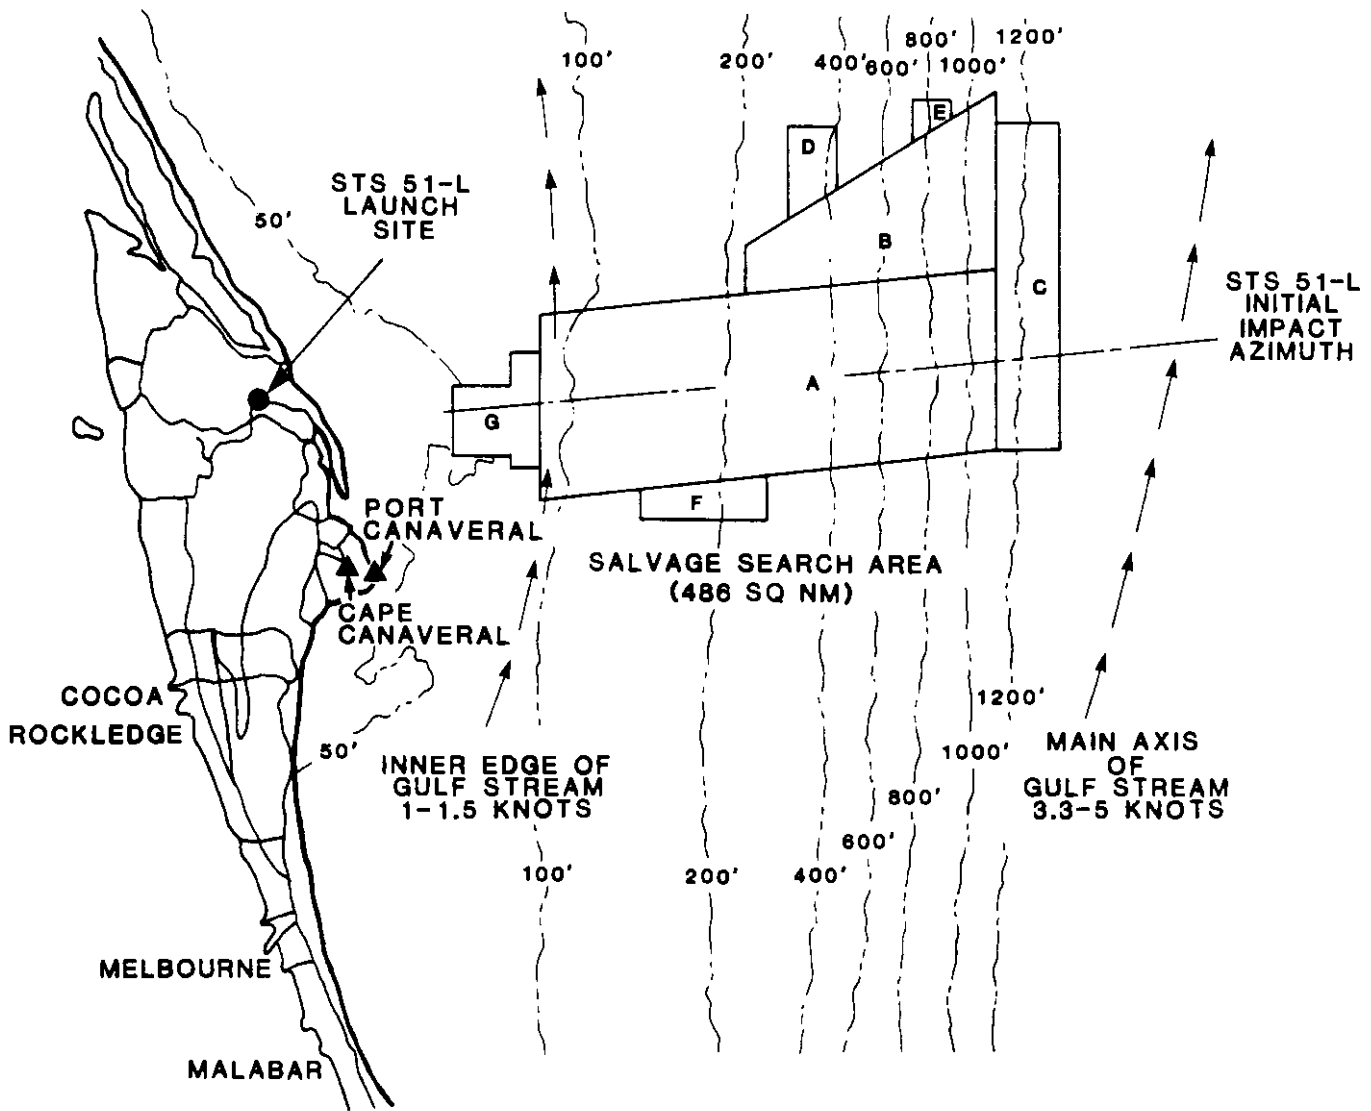 100'
200'
400'
600'
800'
1000'
1200'
STS 51-L
LAUNCH
SITE
50'
E
D
B
C
A
G
F
STS 51-L
INITIAL
IMPACT
AZIMUTH
PORT
CANAVERAL
SALVAGE SEARCH AREA
(486 SQ NM)
CAPE
CANAVERAL
COCOA
ROCKLEDGE
50'
INNER EDGE OF
GULF STREAM
1-1.5 KNOTS
1200'
1000'
800'
600'
400'
200'
100'
MAIN AXIS
OF
GULF STREAM
3.3-5 KNOTS
MELBOURNE
MALABAR